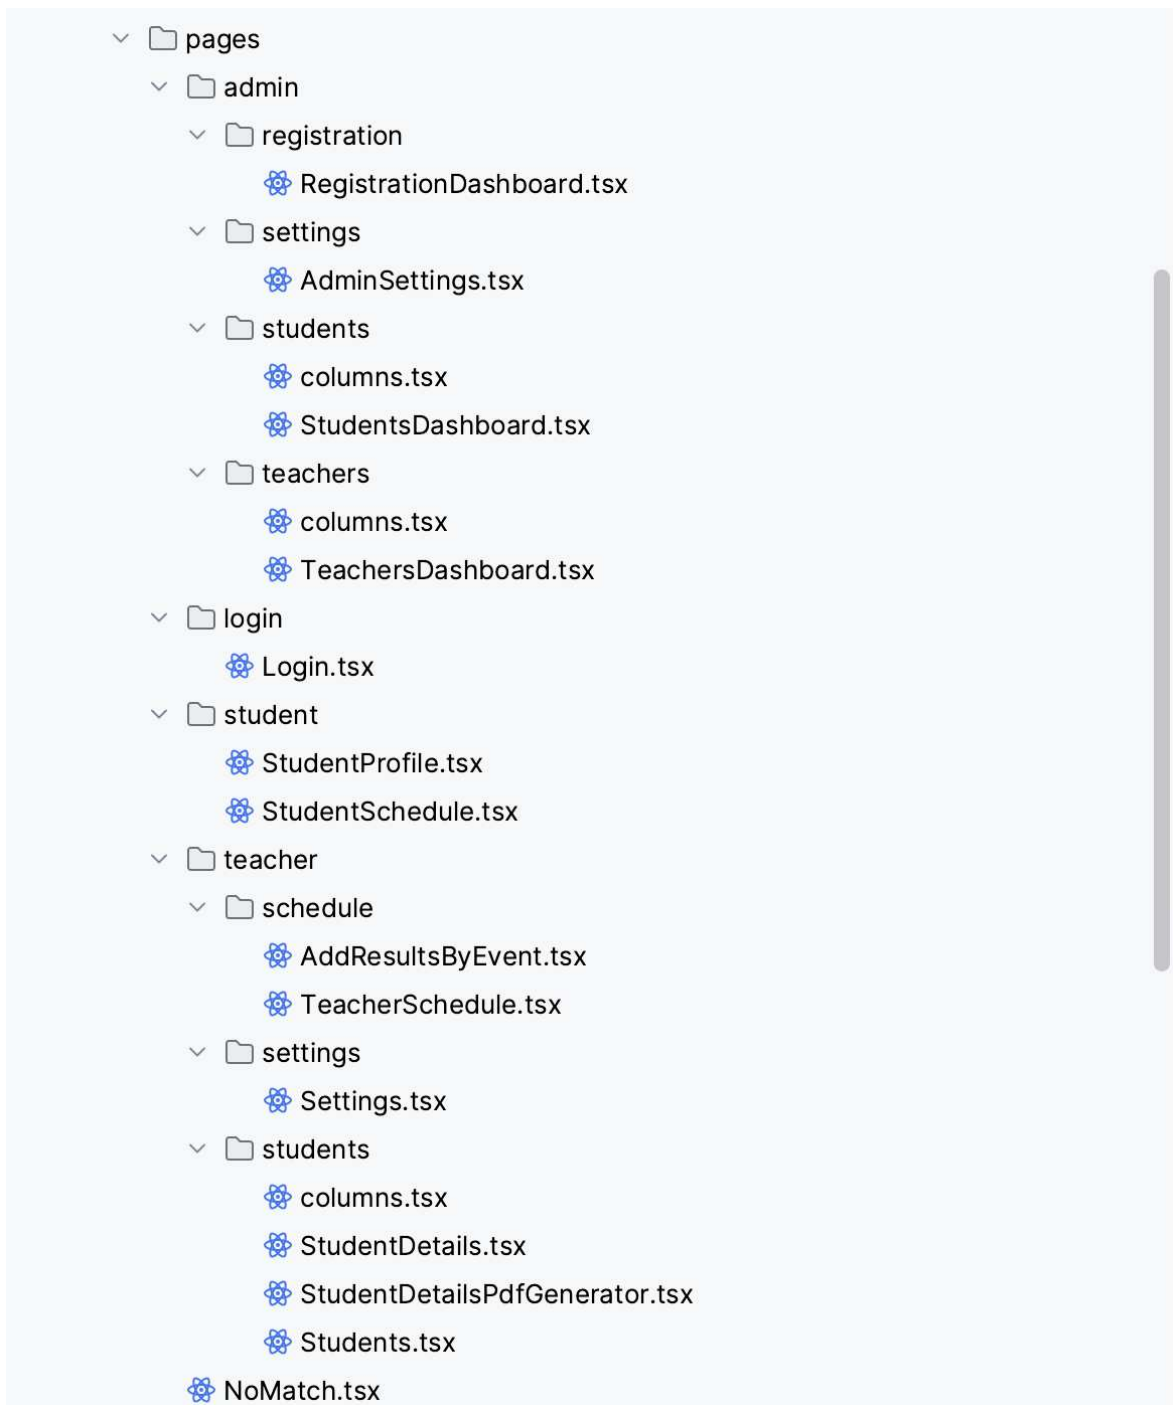 pages
admin
registration
RegistrationDashboard.tsx
settings
AdminSettings.tsx
students
columns.tsx
StudentsDashboard.tsx
teachers
columns.tsx
TeachersDashboard.tsx
login
Login.tsx
student
StudentProfile.tsx
StudentSchedule.tsx
teacher
schedule
AddResultsByEvent.tsx
TeacherSchedule.tsx
settings
Settings.tsx
students
columns.tsx
StudentDetails.tsx
StudentDetailsPdfGenerator.tsx
Students.tsx
NoMatch.tsx